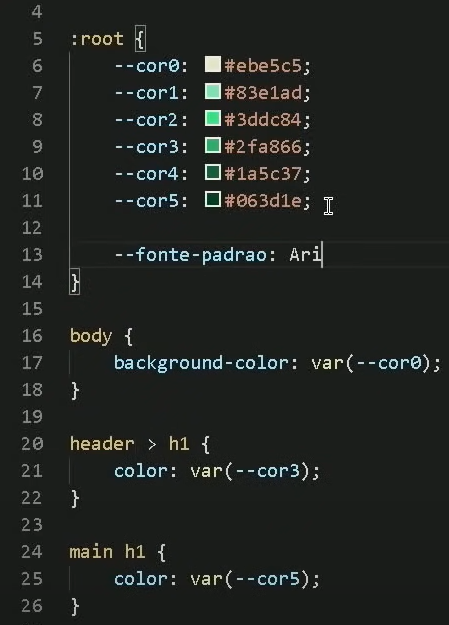 4
5 :root {
6 --cor0: #ebe5c5;
7 --cor1: #83e1ad;
8 --cor2: #3ddc84;
9 --cor3: #2fa866;
10 --cor4: #1a5c37;
11 --cor5: #063d1e;
12
13 --fonte-padrao: Ari
14 }
15
16 body {
17 background-color: var(--cor0);
18 }
19
20 header > h1 {
21 color: var(--cor3);
22 }
23
24 main h1 {
25 color: var(--cor5);
26 }